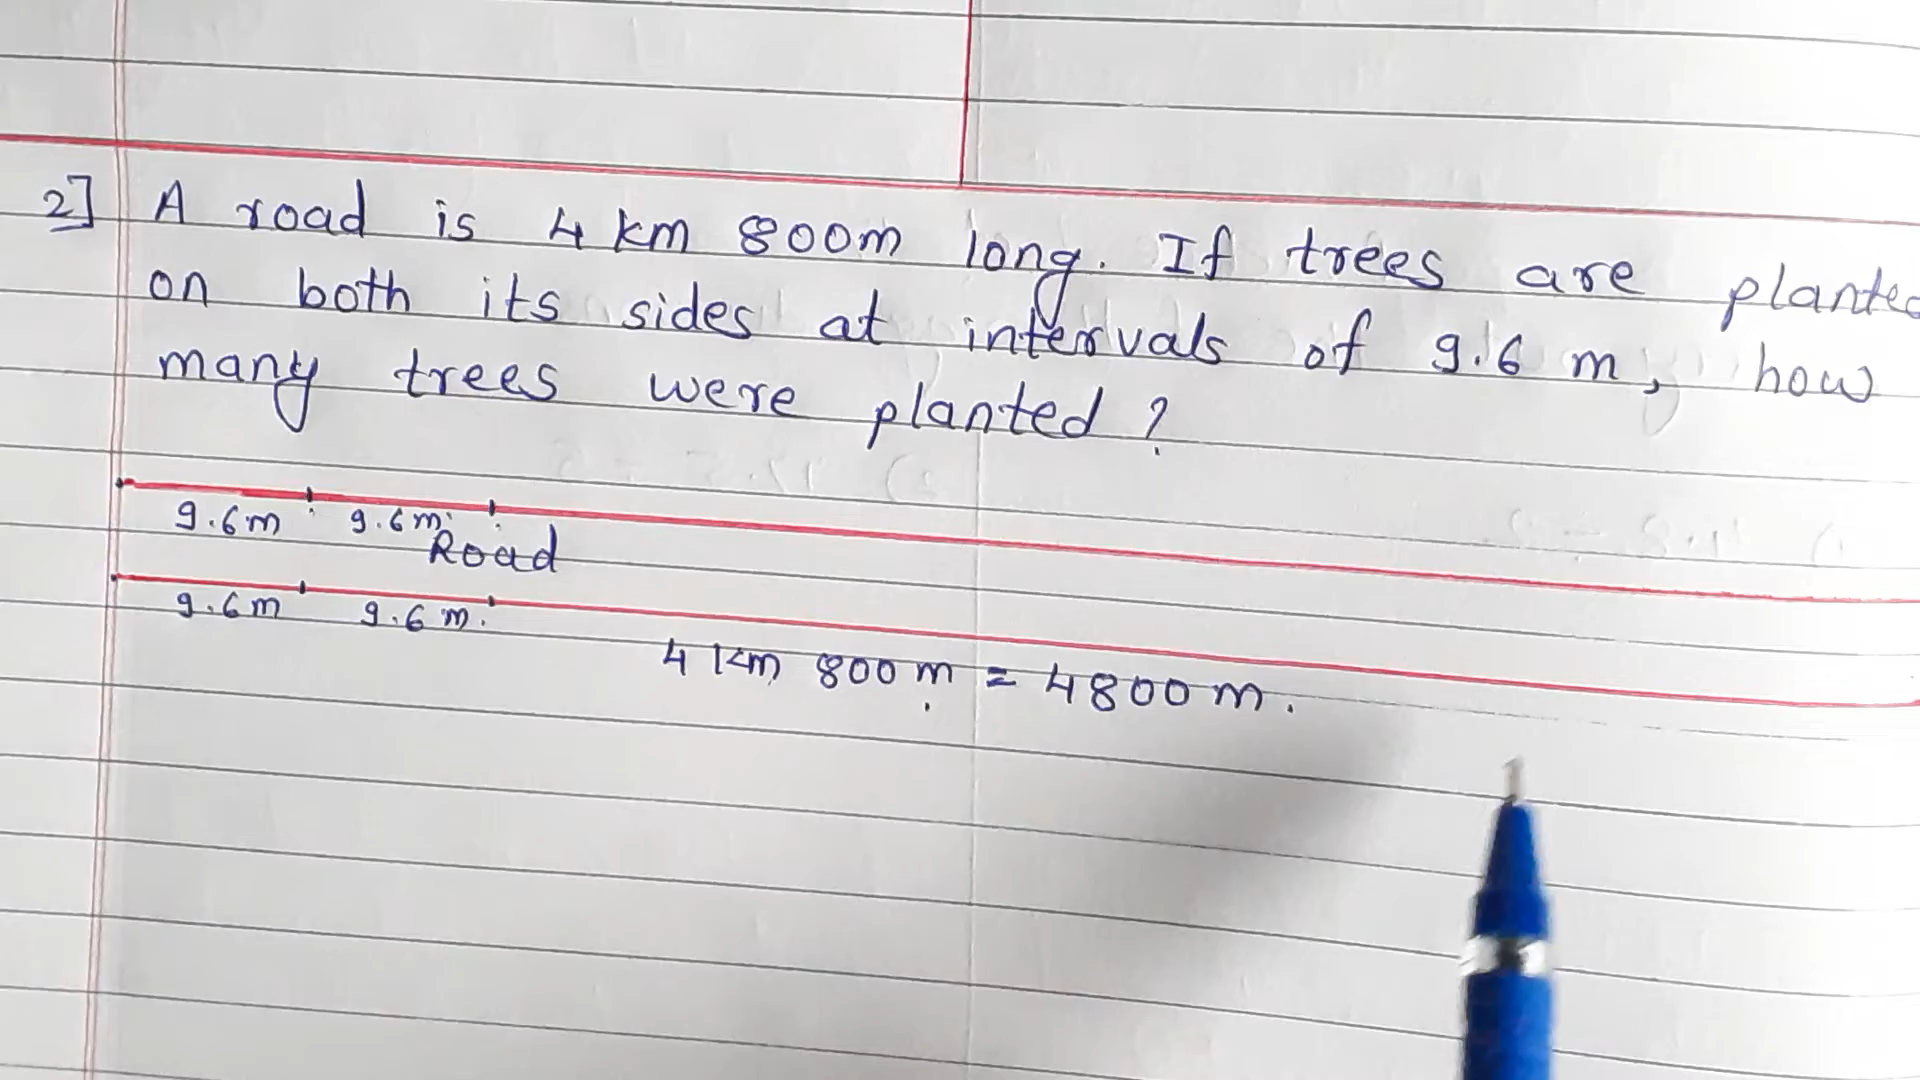 2] A road is 4 km 800m long. If trees are planted
on both its sides at intervals of 9.6 m, how
many trees were planted?
9.6m 9.6m.
Road
9.6m 9.6 m.
4 km 800 m = 4800 m.